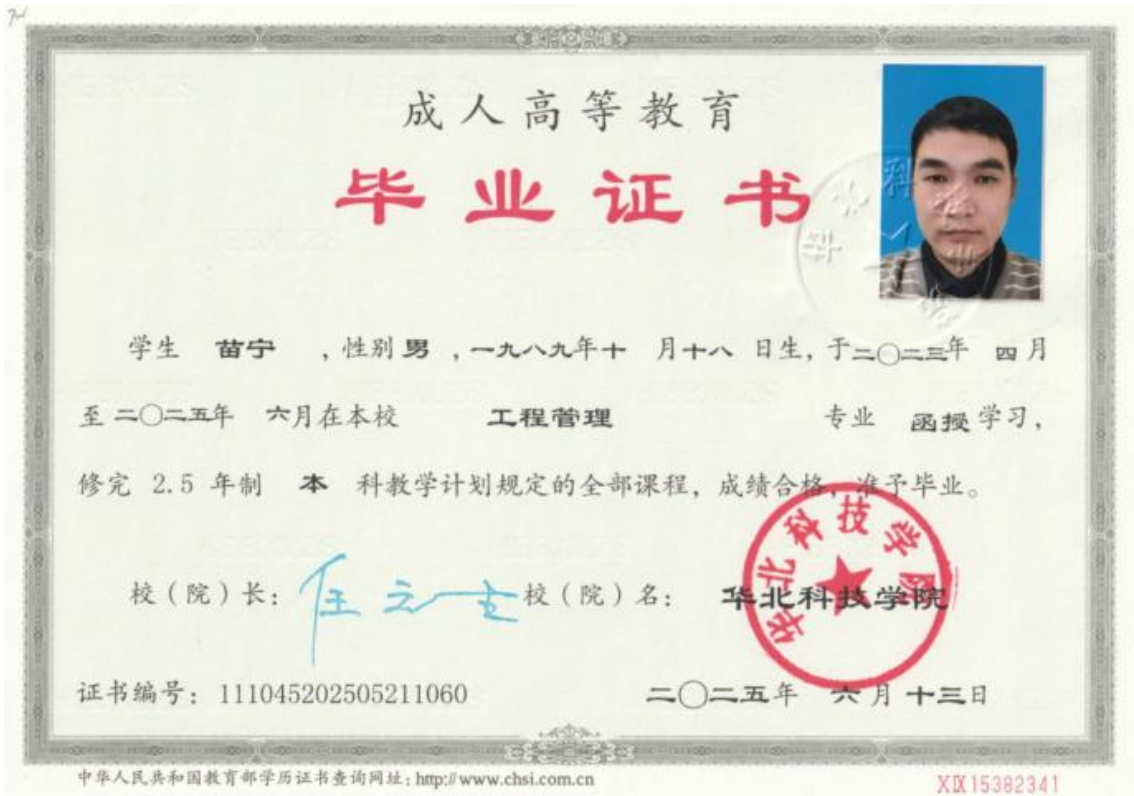 成人高等教育
毕业证书
学生 苗宁 ,性别 男 ,一九八九年十 月十八 日生,于二〇二三年 四月
至二〇二五年 六月在本校 工程管理 专业 函授学习,
修完 2.5 年制 本 科教学计划规定的全部课程,成绩合格,准予毕业。
校(院)长: 校(院)名: 华北科技学院
华北科技学院
证书编号:111045202505211060 二〇二五年 六月十三日
中华人民共和国教育部学历证书查询网址:http://www.chsi.com.cn
XIX15382341